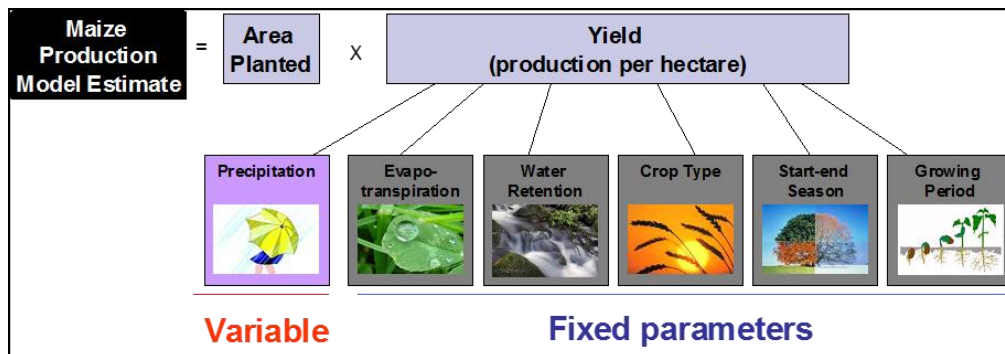 Maize
Production
Model Estimate
=
Area
Planted
X
Yield
(production per hectare)
Precipitation
Evapo-
transpiration
Water
Retention
Crop Type
Start-end
Season
Growing
Period
Variable
Fixed parameters